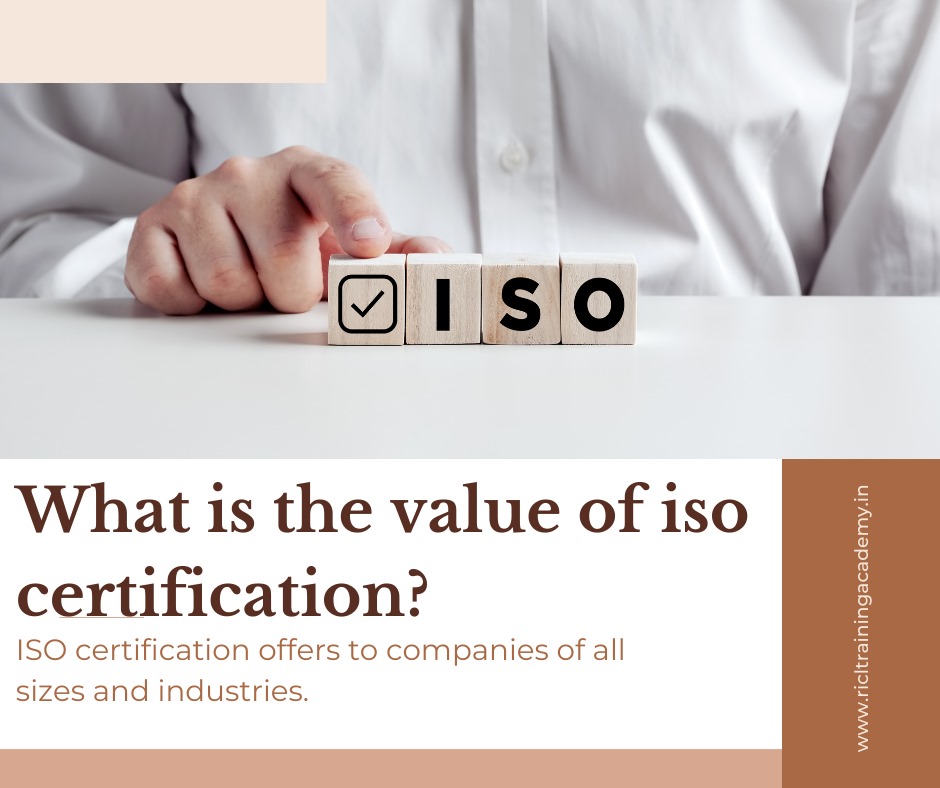 ISO
What is the value of iso
certification?
ISO certification offers to companies of all
sizes and industries.
www.ricltrainingacademy.in